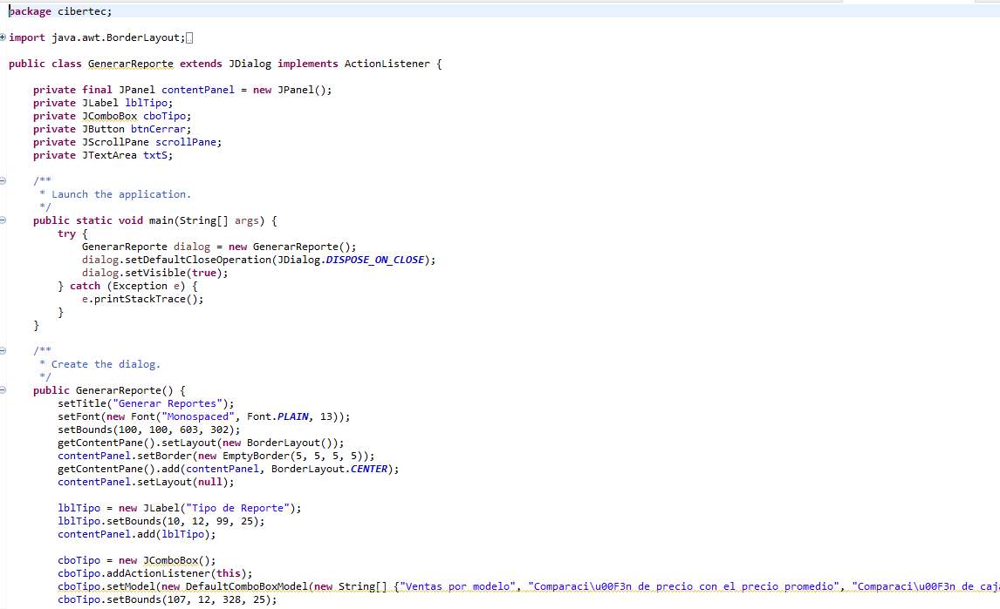 package cibertec;
import java.awt.BorderLayout;
public class GenerarReporte extends JDialog implements ActionListener {
private final JPanel contentPanel = new JPanel();
private JLabel lblTipo;
private JComboBox cboTipo;
private JButton btnCerrar;
private JScrollPane scrollPane;
private JTextArea txtS;
/**
* Launch the application.
*/
public static void main(String[] args) {
try {
GenerarReporte dialog = new GenerarReporte();
dialog.setDefaultCloseOperation(JDialog.DISPOSE_ON_CLOSE);
dialog.setVisible(true);
} catch (Exception e) {
e.printStackTrace();
}
}
/**
* Create the dialog.
*/
public GenerarReporte() {
setTitle("Generar Reportes");
setFont(new Font("Monospaced", Font.PLAIN, 13));
setBounds(100, 100, 603, 302);
getContentPane().setLayout(new BorderLayout());
contentPanel.setBorder(new EmptyBorder(5, 5, 5, 5));
getContentPane().add(contentPanel, BorderLayout.CENTER);
contentPanel.setLayout(null);
lblTipo = new JLabel("Tipo de Reporte");
lblTipo.setBounds(10, 12, 99, 25);
contentPanel.add(lblTipo);
cboTipo = new JComboBox();
cboTipo.addActionListener(this);
cboTipo.setModel(new DefaultComboBoxModel(new String[] {"Ventas por modelo", "Comparaci\u00F3n de precio con el precio promedio", "Comparaci\u00F3n de caj
cboTipo.setBounds(107, 12, 328, 25);